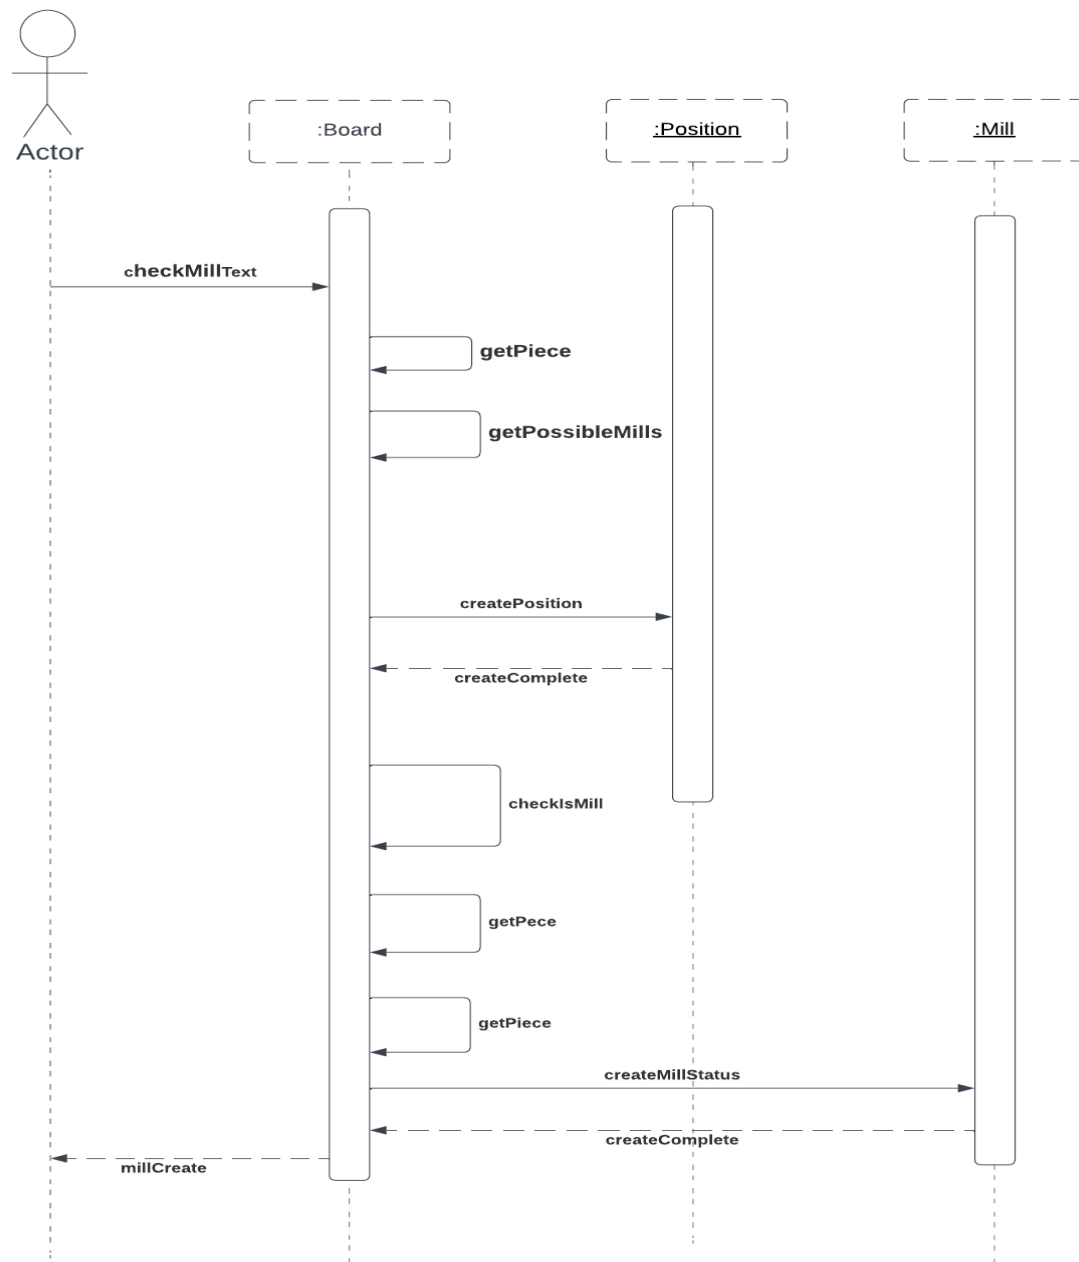 Actor
:Board
:Position
:Mill
checkMillText
getPiece
getPossibleMills
createPosition
createComplete
checkIsMill
getPece
getPiece
createMillStatus
createComplete
millCreate